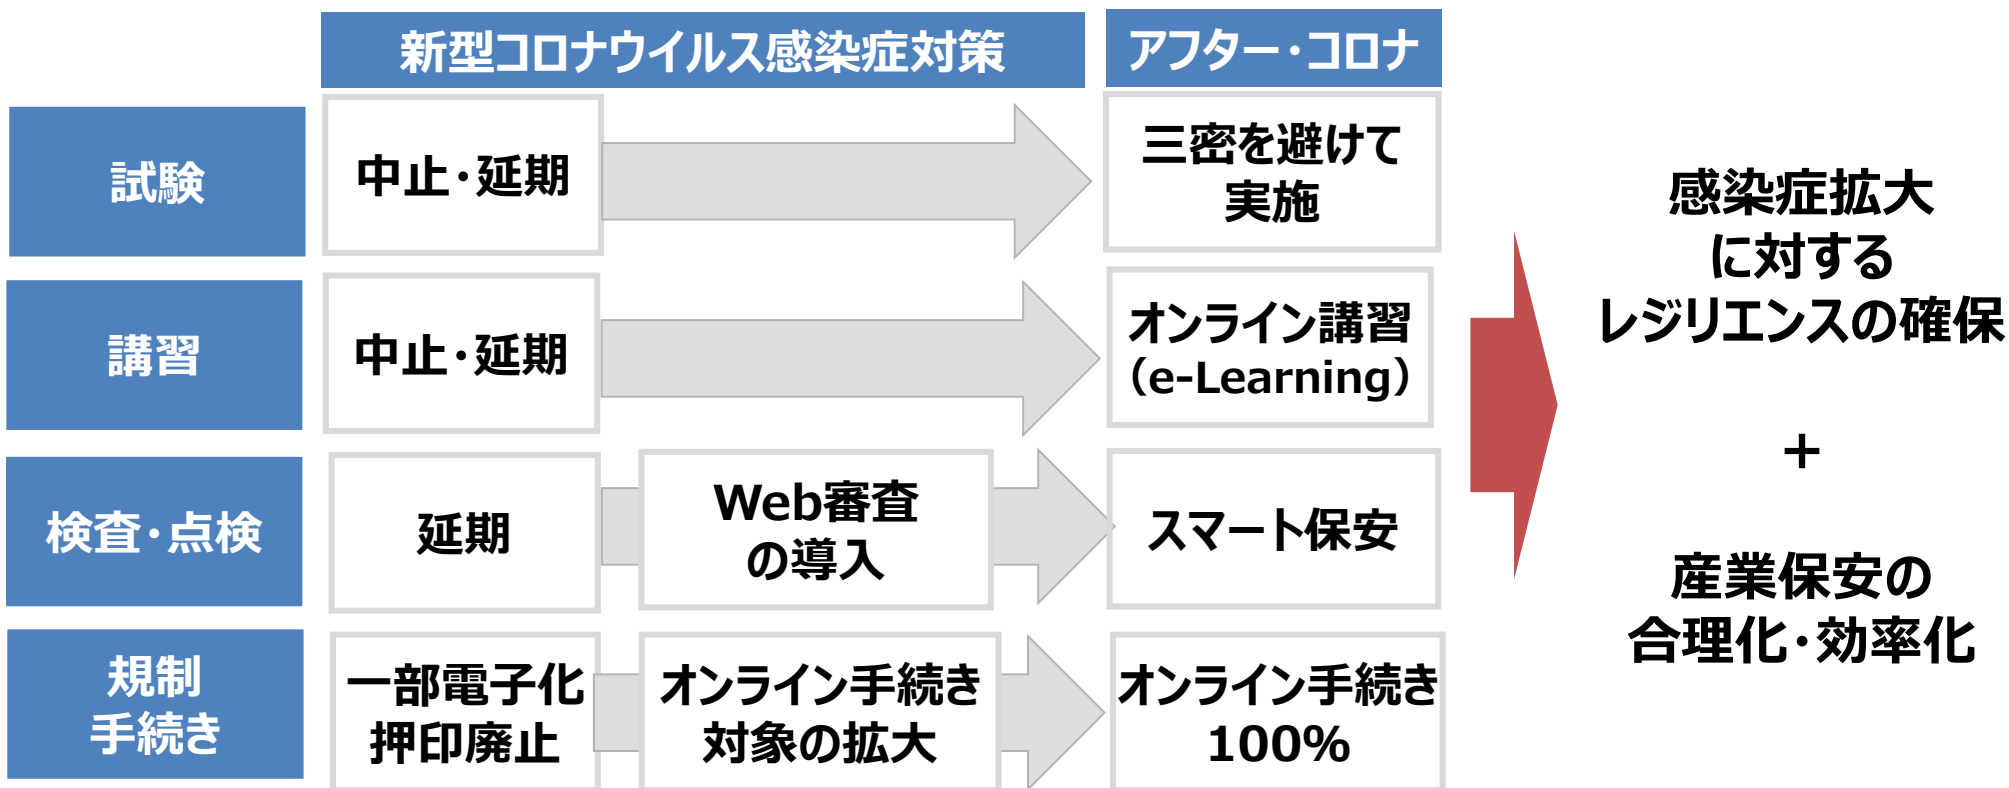 新型コロナウイルス感染症対策
アフター・コロナ
試験
中止・延期
三密を避けて
実施
講習
中止・延期
オンライン講習
（e-Learning）
検査・点検
延期
Web審査
の導入
スマート保安
規制
手続き
一部電子化
押印廃止
オンライン手続き
対象の拡大
オンライン手続き
100%
感染症拡大
に対する
レジリエンスの確保
+
産業保安の
合理化・効率化